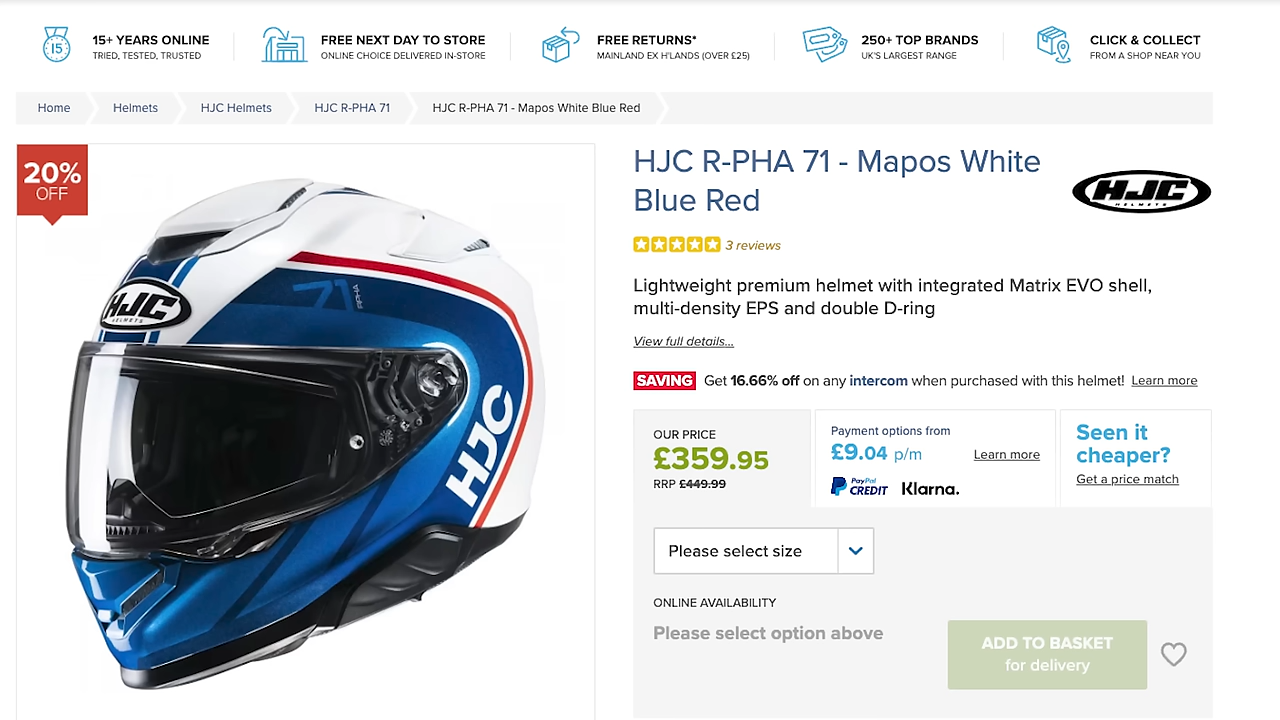 15
15+ YEARS ONLINE
TRIED, TESTED, TRUSTED
FREE NEXT DAY TO STORE
ONLINE CHOICE DELIVERED IN-STORE
FREE RETURNS*
MAINLAND EX H'LANDS (OVER £25)
250+ TOP BRANDS
UK'S LARGEST RANGE
CLICK & COLLECT
FROM A SHOP NEAR YOU
Home
Helmets
HJC Helmets
HJC R-PHA 71
HJC R-PHA 71 - Mapos White Blue Red
20%
OFF
71
RPHA
HJC
HELMETS
HJC
HJC R-PHA 71 - Mapos White
Blue Red
HJC
HELMETS
3 reviews
Lightweight premium helmet with integrated Matrix EVO shell,
multi-density EPS and double D-ring
View full details...
SAVING Get 16.66% off on any intercom when purchased with this helmet! Learn more
OUR PRICE
£359.95
RRP £449.99
Payment options from
£9.04 p/m
Learn more
PayPal
CREDIT
Klarna.
Seen it
cheaper?
Get a price match
Please select size
ONLINE AVAILABILITY
Please select option above
ADD TO BASKET
for delivery